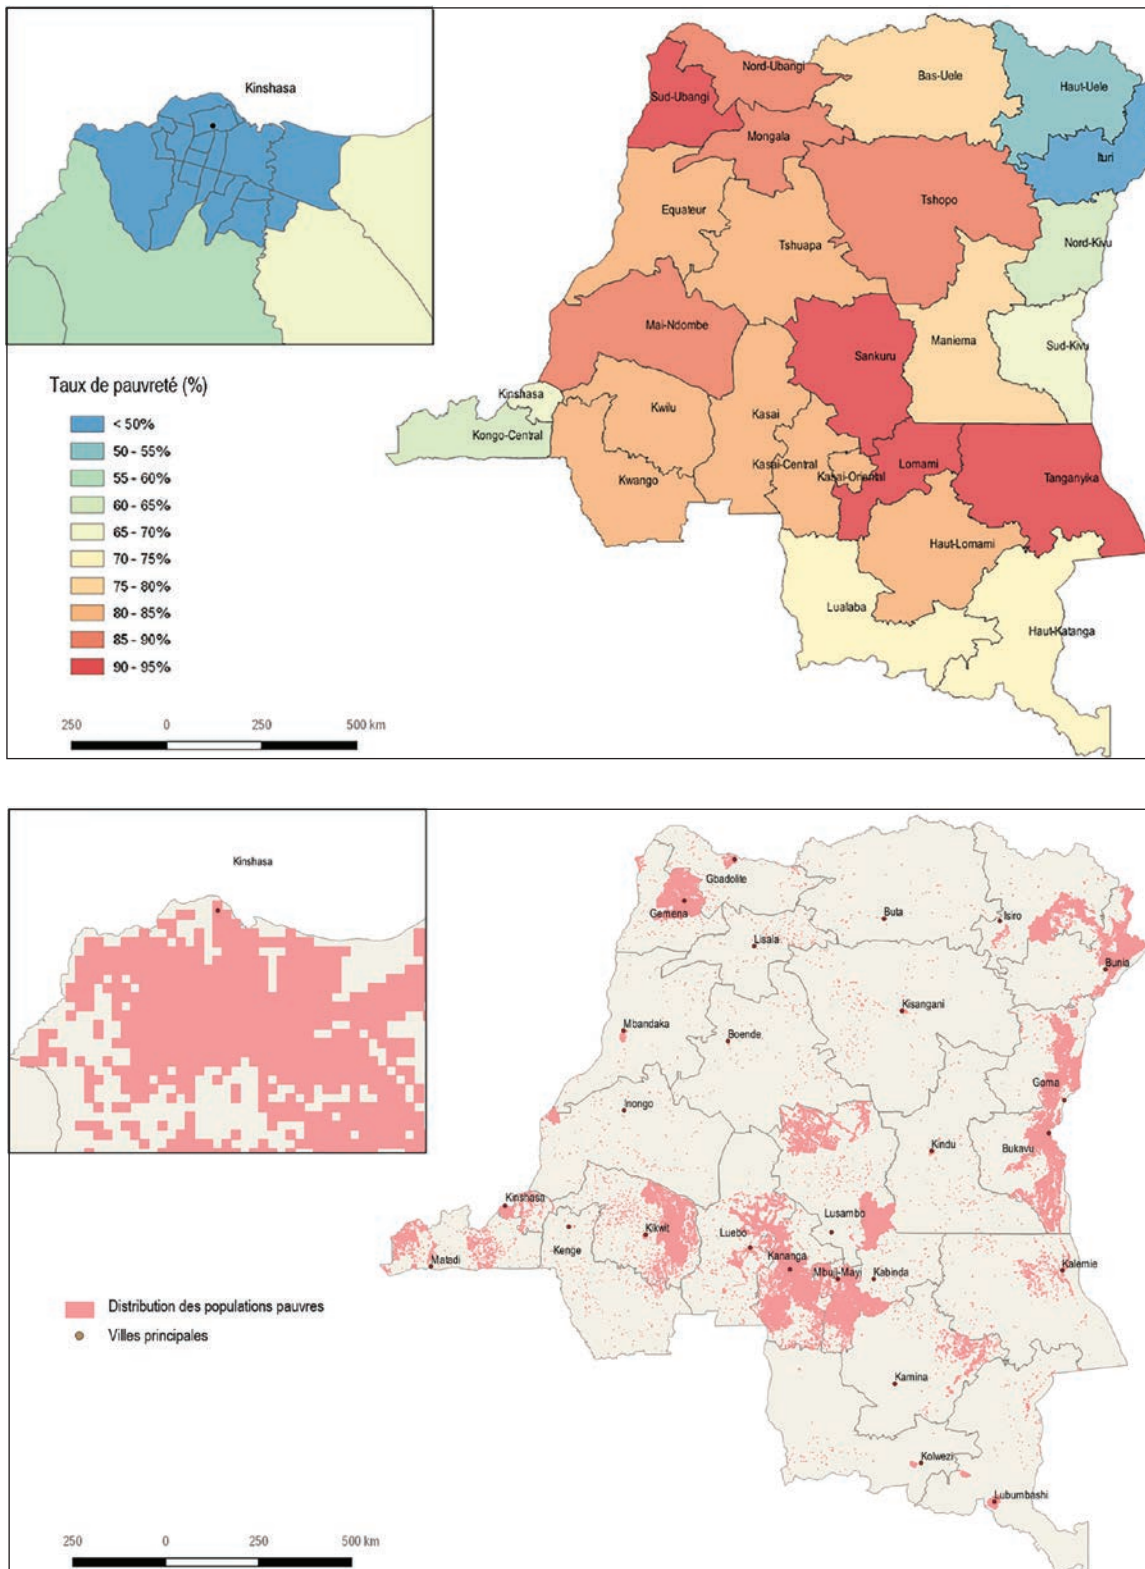 Kinshasa
Nord-Ubangi
Bas-Uele
Haut-Uele
Sud-Ubangi
Mongala
Ituri
Tshopo
Equateur
Tshuapa
Nord-Kivu
Mai-Ndombe
Maniema
Sud-Kivu
Sankuru
Kinshasa
Kwilu
Kasai
Kongo-Central
Kasai-Central
Lomami
Kasai-Oriental
Kwango
Tanganyika
Haut-Lomami
Lualaba
Haut-Katanga
Taux de pauvreté (%)
< 50%
50 - 55%
55 - 60%
60 - 65%
65 - 70%
70 - 75%
75 - 80%
80 - 85%
85 - 90%
90 - 95%
250 0 250 500 km
Kinshasa
Gbadolite
Gemena
Buta
Isiro
Lisala
Bunia
Kisangani
Mbandaka
Boende
Goma
Inongo
Kindu
Bukavu
Kinshasa
Lusambo
Kikwit
Luebo
Matadi
Kenge
Kananga
Mbuji-Mayi
Kabinda
Kalemie
Kamina
Kolwezi
Lubumbashi
Distribution des populations pauvres
Villes principales
250 0 250 500 km